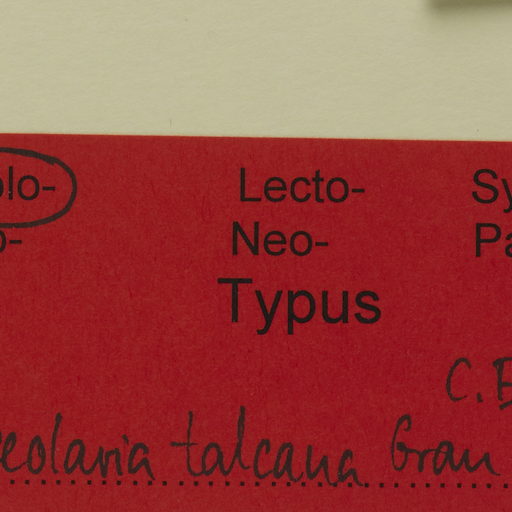 olo- Lecto- Sy
o- Neo- Pa
Typus
C.E
eolaria talcana Gran